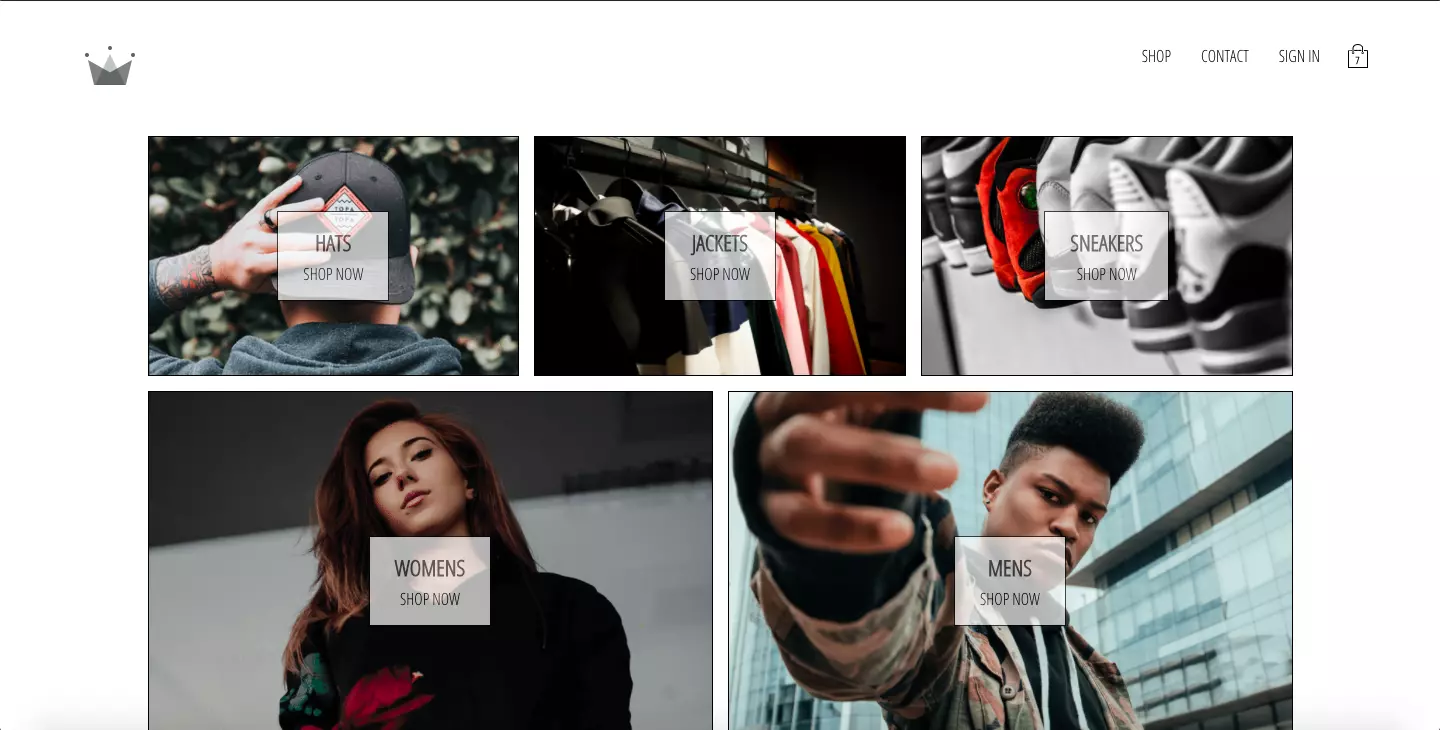 SHOP
CONTACT
SIGN IN
7
TOPA
TOPA
HATS
SHOP NOW
JACKETS
SHOP NOW
SNEAKERS
SHOP NOW
WOMENS
SHOP NOW
MENS
SHOP NOW